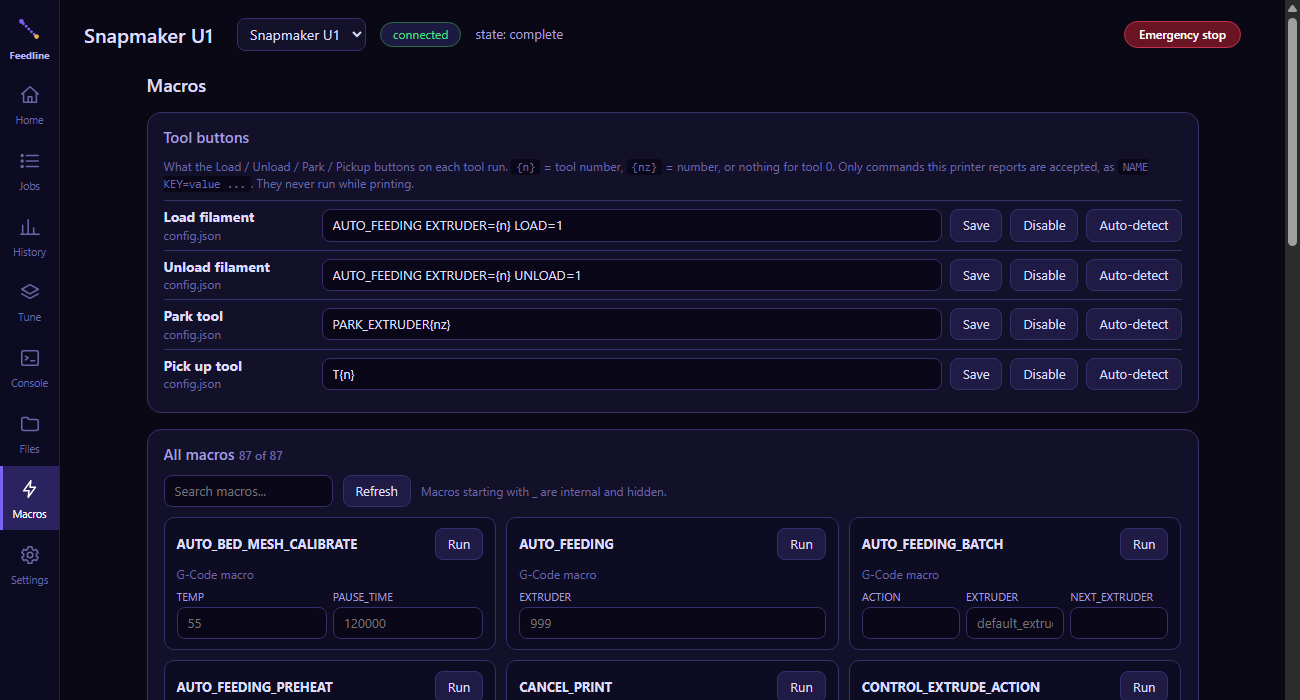 Snapmaker U1
Snapmaker U1
connected
state: complete
Emergency stop
Feedline
Home
Jobs
History
Tune
Console
Files
Macros
Settings
Macros
Tool buttons
What the Load / Unload / Park / Pickup buttons on each tool run. {n} = tool number, {nz} = number, or nothing for tool 0. Only commands this printer reports are accepted, as NAME
KEY=value ... . They never run while printing.
Load filament
config.json
AUTO_FEEDING EXTRUDER={n} LOAD=1
Save
Disable
Auto-detect
Unload filament
config.json
AUTO_FEEDING EXTRUDER={n} UNLOAD=1
Save
Disable
Auto-detect
Park tool
config.json
PARK_EXTRUDER{nz}
Save
Disable
Auto-detect
Pick up tool
config.json
T{n}
Save
Disable
Auto-detect
All macros 87 of 87
Search macros...
Refresh
Macros starting with _ are internal and hidden.
AUTO_BED_MESH_CALIBRATE
Run
G-Code macro
TEMP
PAUSE_TIME
55
120000
AUTO_FEEDING
Run
G-Code macro
EXTRUDER
999
AUTO_FEEDING_BATCH
Run
G-Code macro
ACTION
EXTRUDER
NEXT_EXTRUDER
default_extru
AUTO_FEEDING_PREHEAT
Run
CANCEL_PRINT
Run
CONTROL_EXTRUDE_ACTION
Run